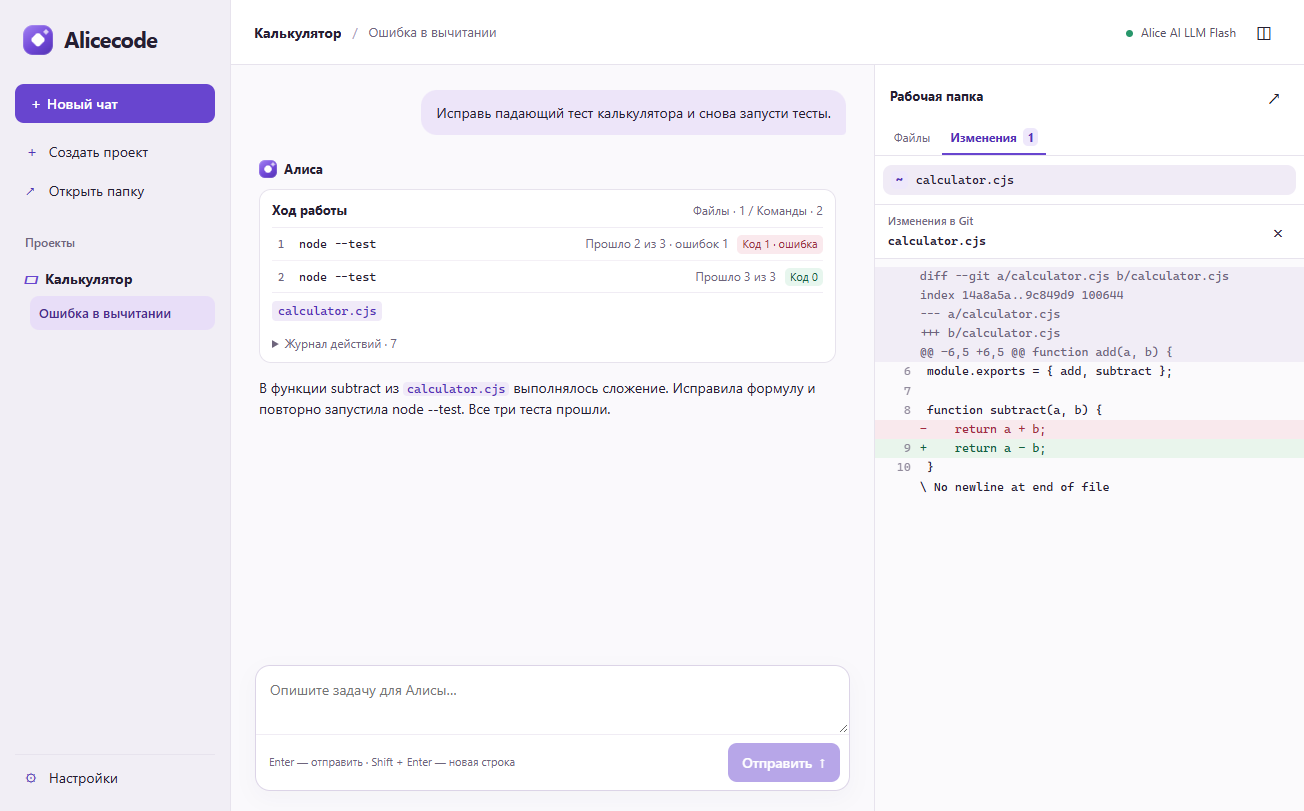 Alicecode
+ Новый чат
+ Создать проект
↗ Открыть папку
Проекты
Калькулятор
Ошибка в вычитании
⚙ Настройки
Калькулятор / Ошибка в вычитании
Alice AI LLM Flash
Исправь падающий тест калькулятора и снова запусти тесты.
Алиса
Ход работы Файлы · 1 / Команды · 2
1 node --test Прошло 2 из 3 · ошибок 1 Код 1 · ошибка
2 node --test Прошло 3 из 3 Код 0
calculator.cjs
▶ Журнал действий · 7
В функции subtract из calculator.cjs выполнялось сложение. Исправила формулу и
повторно запустила node --test. Все три теста прошли.
Опишите задачу для Алисы...
Enter — отправить · Shift + Enter — новая строка
Отправить ↑
Рабочая папка ↗
Файлы Изменения 1
~ calculator.cjs
Изменения в Git
calculator.cjs ×
diff --git a/calculator.cjs b/calculator.cjs
index 14a8a5a..9c849d9 100644
--- a/calculator.cjs
+++ b/calculator.cjs
@@ -6,5 +6,5 @@ function add(a, b) {
6 module.exports = { add, subtract };
7
8 function subtract(a, b) {
- return a + b;
9 + return a - b;
10 }
\ No newline at end of file